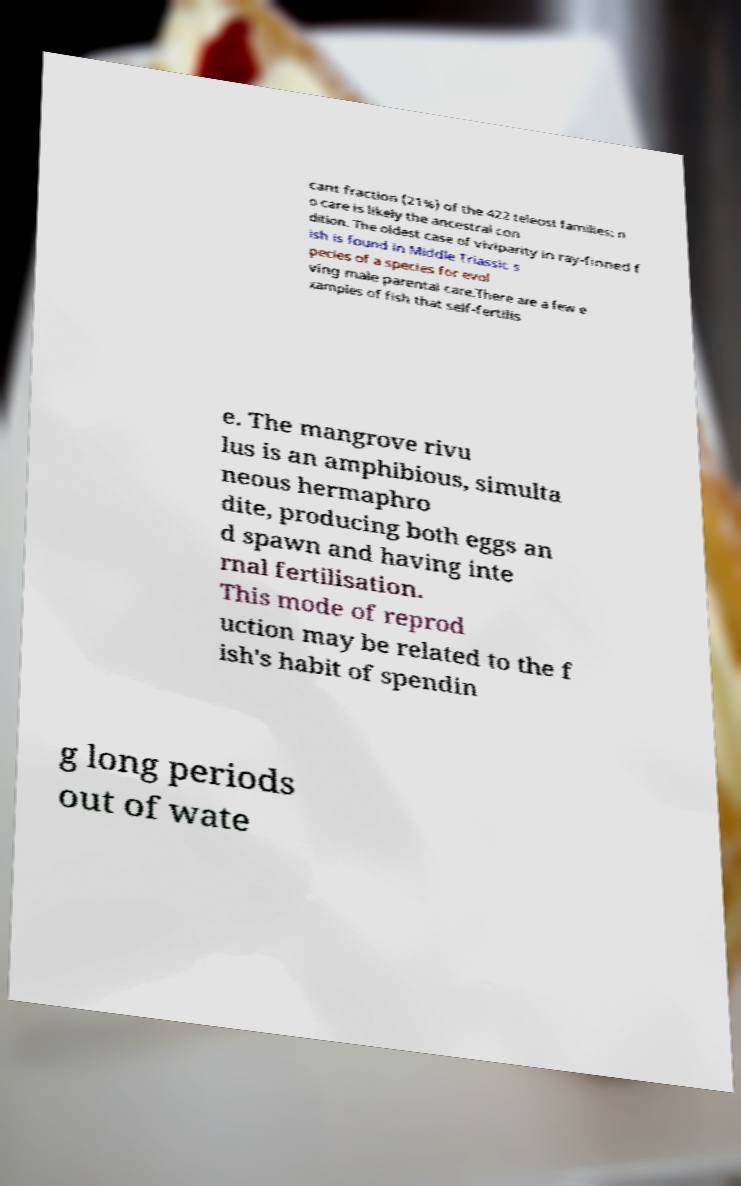 cant fraction (21%) of the 422 teleost families; n
o care is likely the ancestral con
dition. The oldest case of viviparity in ray-finned f
ish is found in Middle Triassic s
pecies of a species for evol
ving male parental care.There are a few e
xamples of fish that self-fertilis
e. The mangrove rivu
lus is an amphibious, simulta
neous hermaphro
dite, producing both eggs an
d spawn and having inte
rnal fertilisation.
This mode of reprod
uction may be related to the f
ish's habit of spendin
g long periods
out of wate